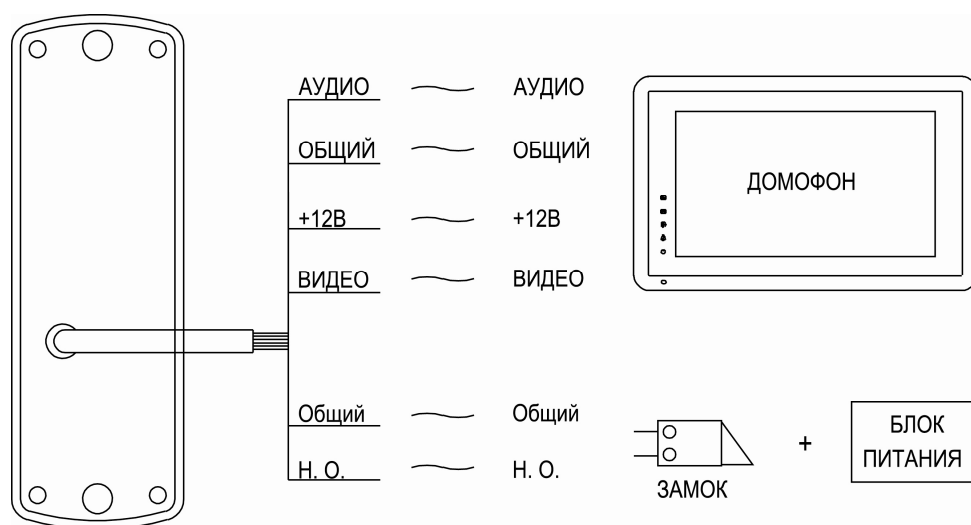 АУДИО АУДИО
ОБЩИЙ ОБЩИЙ
ДОМОФОН
+12В +12В
ВИДЕО ВИДЕО
Общий Общий
Н. О. Н. О.
ЗАМОК
+
БЛОК
ПИТАНИЯ